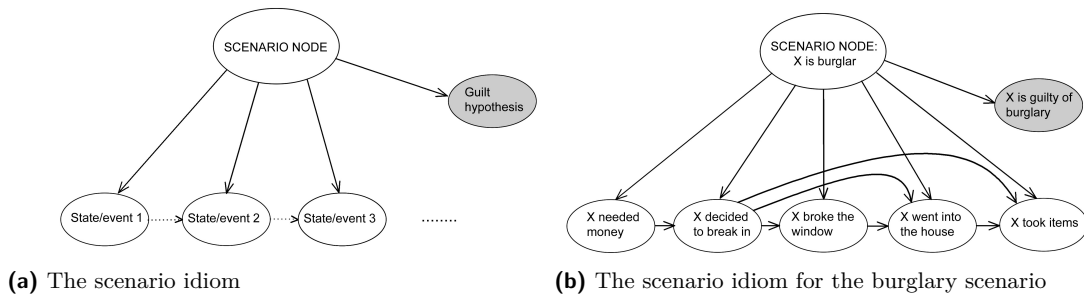 SCENARIO NODE
Guilt
hypothesis
State/event 1
State/event 2
State/event 3
........
(a) The scenario idiom
SCENARIO NODE:
X is burglar
X is guilty of
burglary
X needed
money
X decided
to break in
X broke the
window
X went into
the house
X took items
(b) The scenario idiom for the burglary scenario